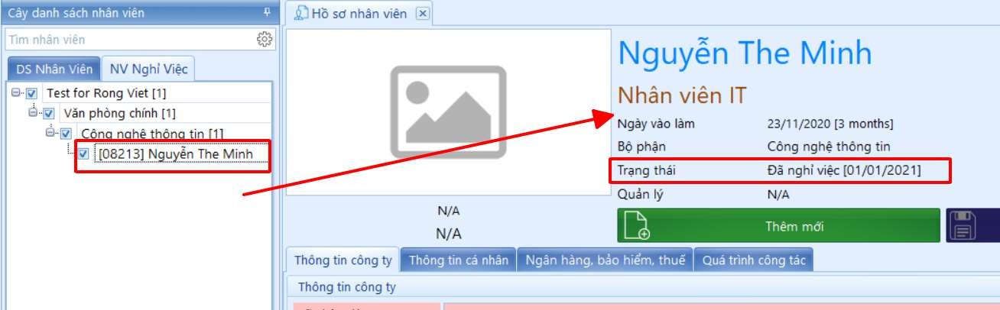 Cây danh sách nhân viên
Tìm nhân viên
DS Nhân Viên
NV Nghỉ Việc
Test for Rong Viet [1]
Văn phòng chính [1]
Công nghệ thông tin [1]
[08213] Nguyễn The Minh
Hồ sơ nhân viên
N/A
N/A
Nguyễn The Minh
Nhân viên IT
Ngày vào làm 23/11/2020 [3 months]
Bộ phận Công nghệ thông tin
Trạng thái Đã nghỉ việc [01/01/2021]
Quản lý N/A
Thêm mới
Thông tin công ty
Thông tin cá nhân
Ngân hàng, bảo hiểm, thuế
Quá trình công tác
Thông tin công ty